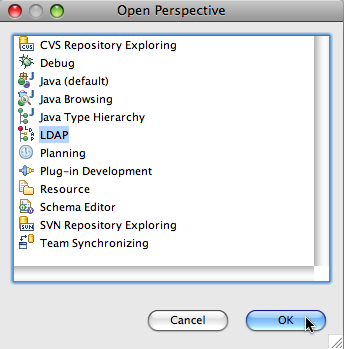 Open Perspective
CVS Repository Exploring
Debug
Java (default)
Java Browsing
Java Type Hierarchy
LDAP
Planning
Plug-in Development
Resource
Schema Editor
SVN Repository Exploring
Team Synchronizing
Cancel
OK